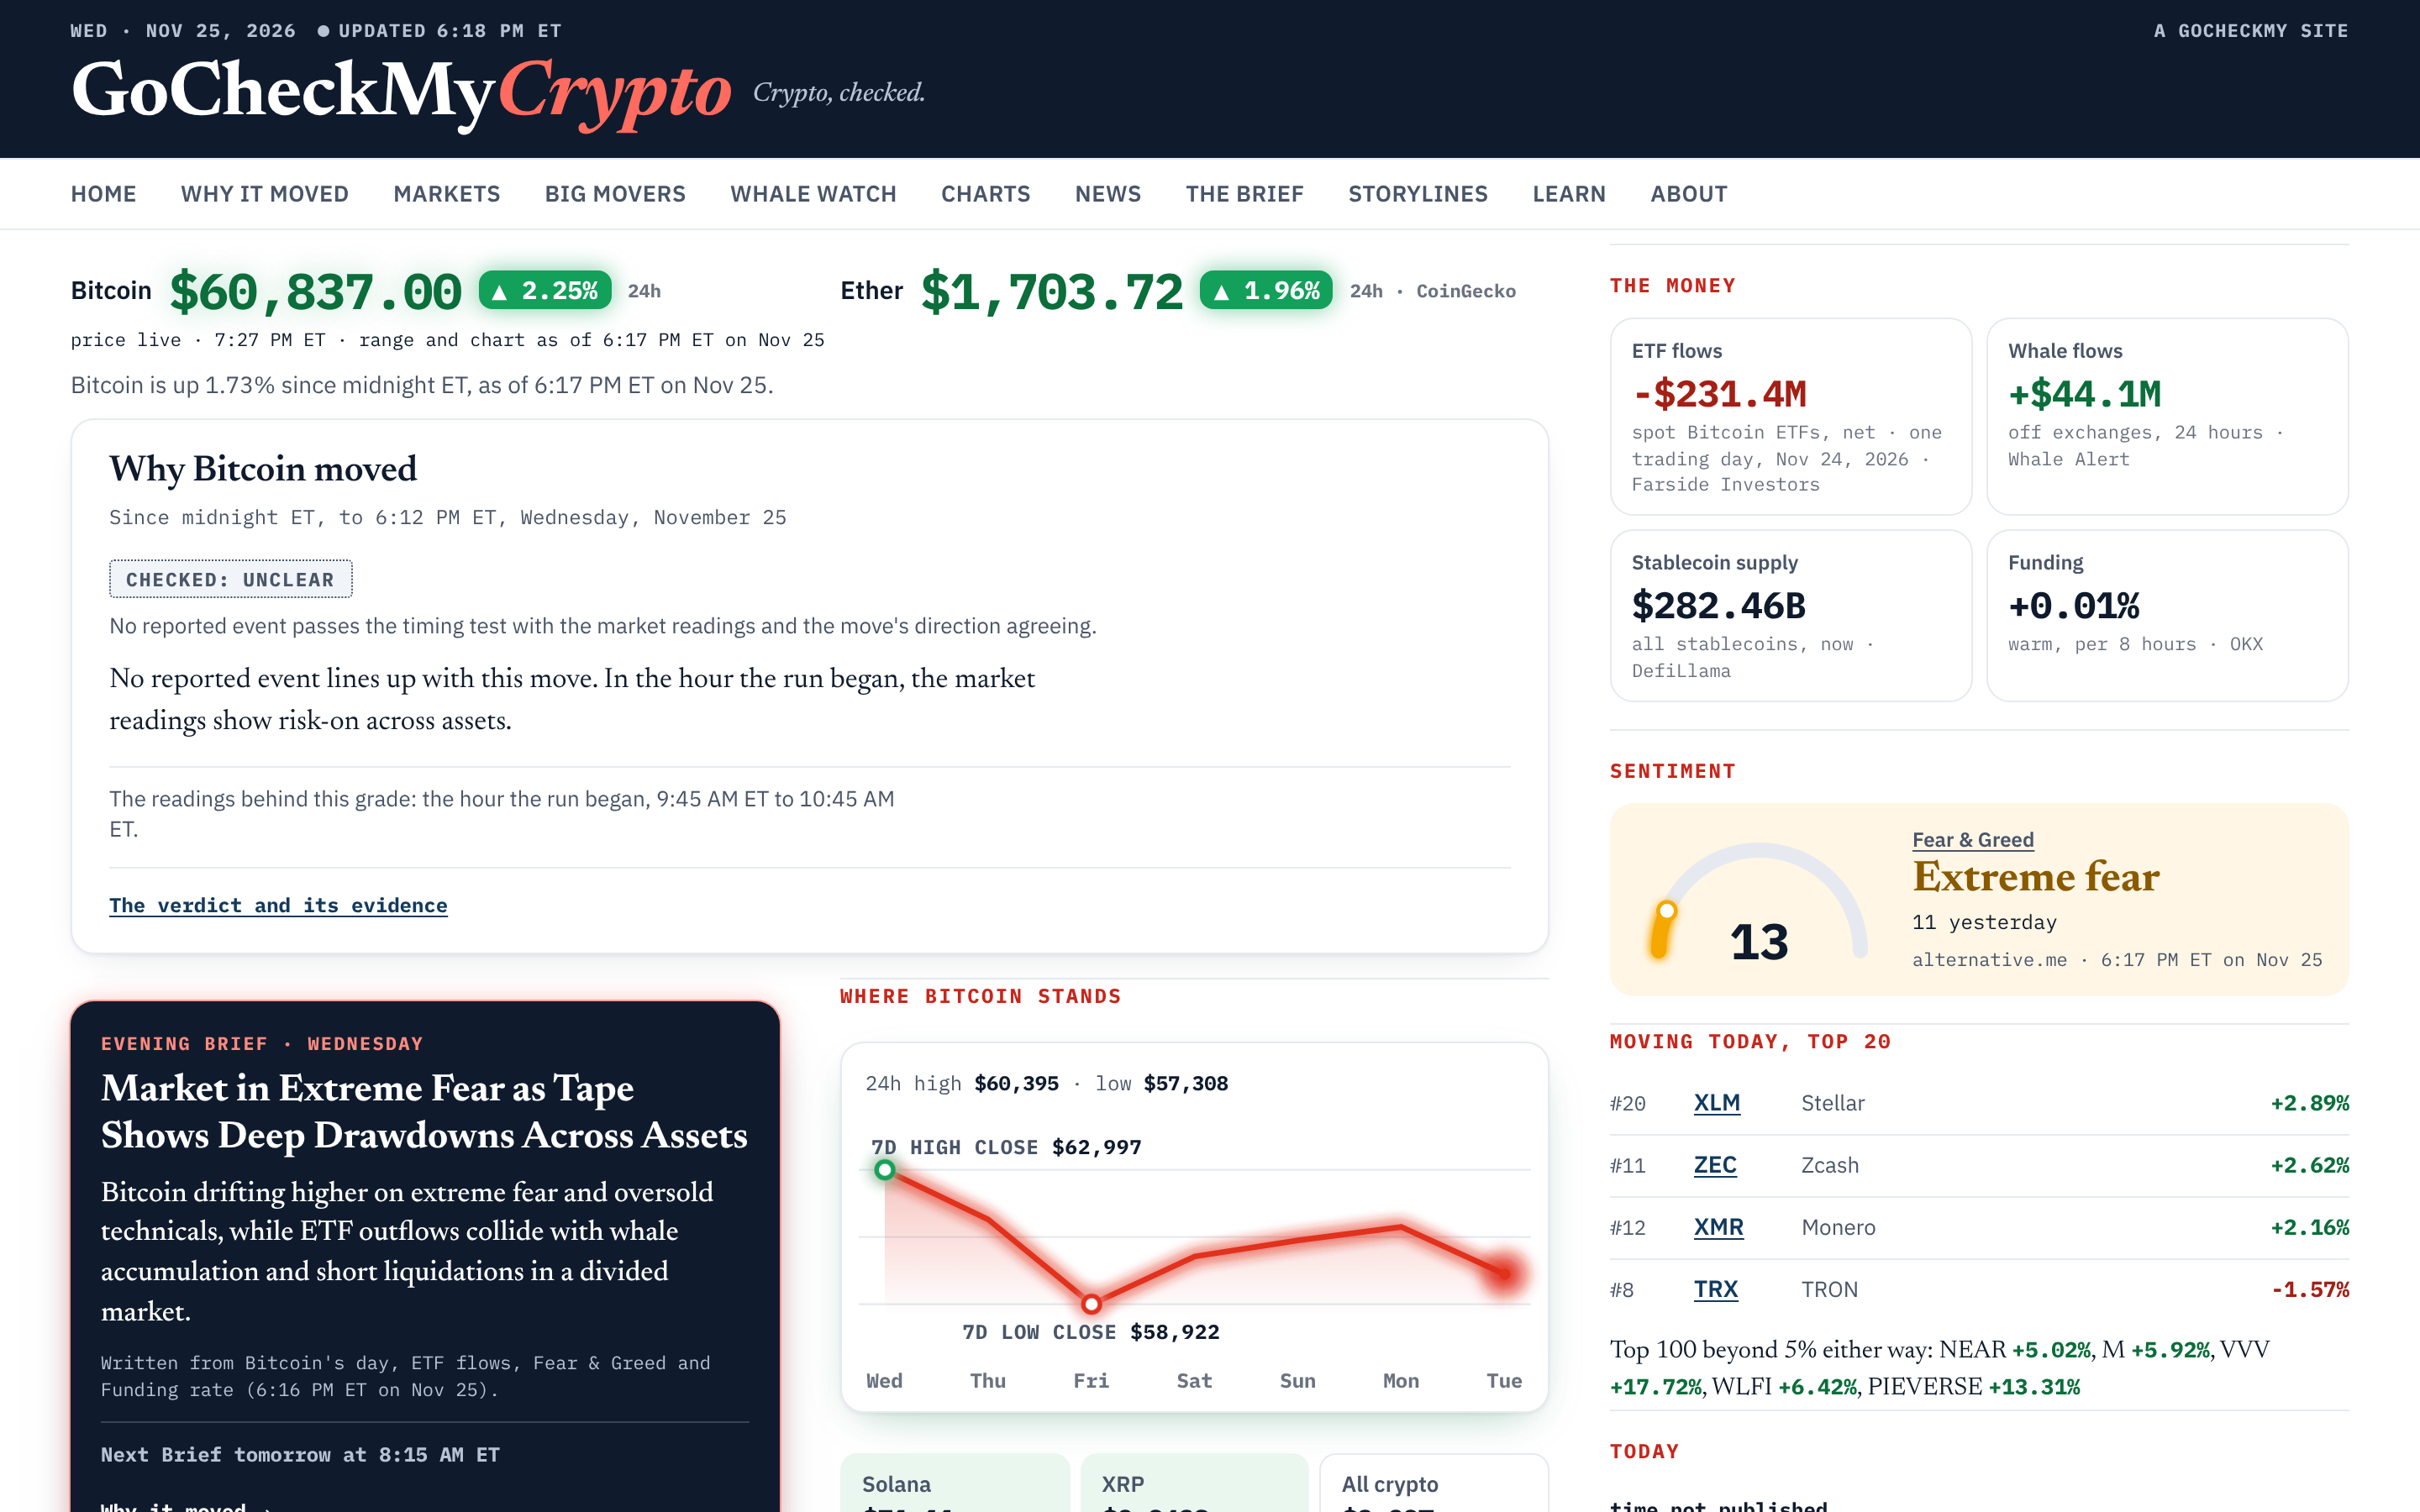 WED · NOV 25, 2026 ● UPDATED 6:18 PM ET
A GOCHECKMY SITE
GoCheckMyCrypto Crypto, checked.
HOME WHY IT MOVED MARKETS BIG MOVERS WHALE WATCH CHARTS NEWS THE BRIEF STORYLINES LEARN ABOUT
Bitcoin $60,837.00 ▲ 2.25% 24h
Ether $1,703.72 ▲ 1.96% 24h · CoinGecko
price live · 7:27 PM ET · range and chart as of 6:17 PM ET on Nov 25
Bitcoin is up 1.73% since midnight ET, as of 6:17 PM ET on Nov 25.
Why Bitcoin moved
Since midnight ET, to 6:12 PM ET, Wednesday, November 25
CHECKED: UNCLEAR
No reported event passes the timing test with the market readings and the move's direction agreeing.
No reported event lines up with this move. In the hour the run began, the market
readings show risk-on across assets.
The readings behind this grade: the hour the run began, 9:45 AM ET to 10:45 AM
ET.
The verdict and its evidence
EVENING BRIEF · WEDNESDAY
Market in Extreme Fear as Tape
Shows Deep Drawdowns Across Assets
Bitcoin drifting higher on extreme fear and oversold
technicals, while ETF outflows collide with whale
accumulation and short liquidations in a divided
market.
Written from Bitcoin's day, ETF flows, Fear & Greed and
Funding rate (6:16 PM ET on Nov 25).
Next Brief tomorrow at 8:15 AM ET
Why it moved
WHERE BITCOIN STANDS
24h high $60,395 · low $57,308
7D HIGH CLOSE $62,997
7D LOW CLOSE $58,922
Wed Thu Fri Sat Sun Mon Tue
Solana
XRP
All crypto
THE MONEY
ETF flows
-$231.4M
spot Bitcoin ETFs, net · one
trading day, Nov 24, 2026 ·
Farside Investors
Whale flows
+$44.1M
off exchanges, 24 hours ·
Whale Alert
Stablecoin supply
$282.46B
all stablecoins, now ·
DefiLlama
Funding
+0.01%
warm, per 8 hours · OKX
SENTIMENT
13
Fear & Greed
Extreme fear
11 yesterday
alternative.me · 6:17 PM ET on Nov 25
MOVING TODAY, TOP 20
#20 XLM Stellar +2.89%
#11 ZEC Zcash +2.62%
#12 XMR Monero +2.16%
#8 TRX TRON -1.57%
Top 100 beyond 5% either way: NEAR +5.02%, M +5.92%, VVV
+17.72%, WLFI +6.42%, PIEVERSE +13.31%
TODAY
time not published